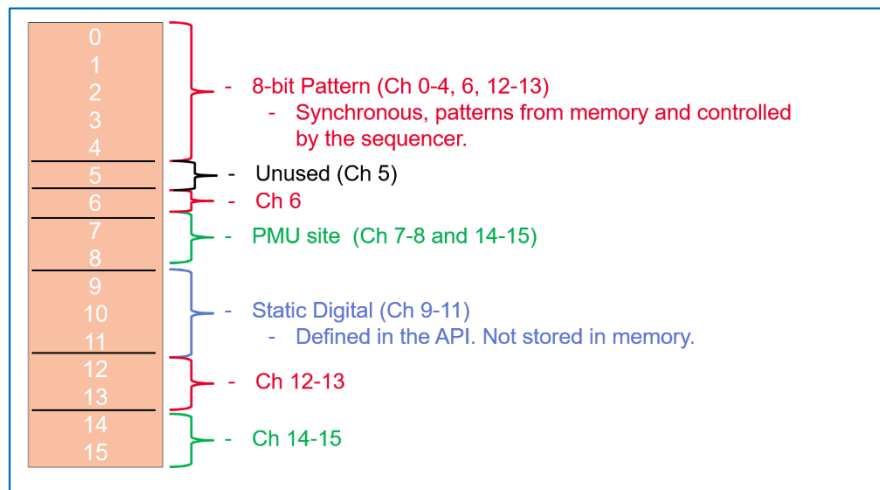 0
1
2
3
4
5
6
7
8
9
10
11
12
13
14
15
- 8-bit Pattern (Ch 0-4, 6, 12-13)
- Synchronous, patterns from memory and controlled
by the sequencer.
- Unused (Ch 5)
- Ch 6
- PMU site (Ch 7-8 and 14-15)
- Static Digital (Ch 9-11)
- Defined in the API. Not stored in memory.
- Ch 12-13
- Ch 14-15